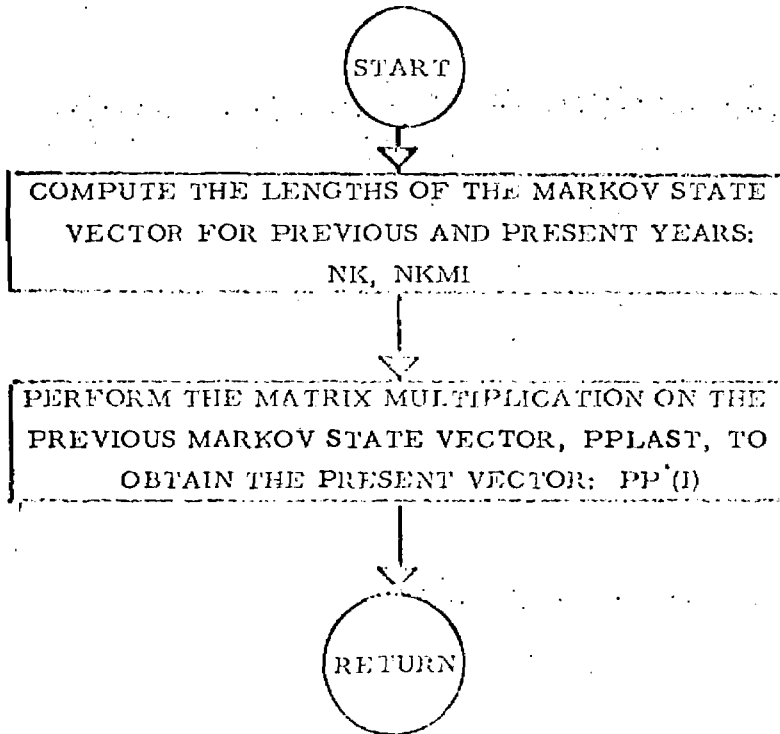 START
COMPUTE THE LENGTHS OF THE MARKOV STATE
VECTOR FOR PREVIOUS AND PRESENT YEARS:
NK, NKMI
PERFORM THE MATRIX MULTIPLICATION ON THE
PREVIOUS MARKOV STATE VECTOR, PPLAST, TO
OBTAIN THE PRESENT VECTOR: PP (I)
RETURN